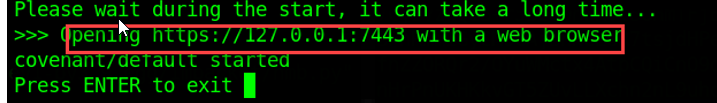 Please wait during the start, it can take a long time...
>>> Opening https://127.0.0.1:7443 with a web browser
covenant/default started
Press ENTER to exit